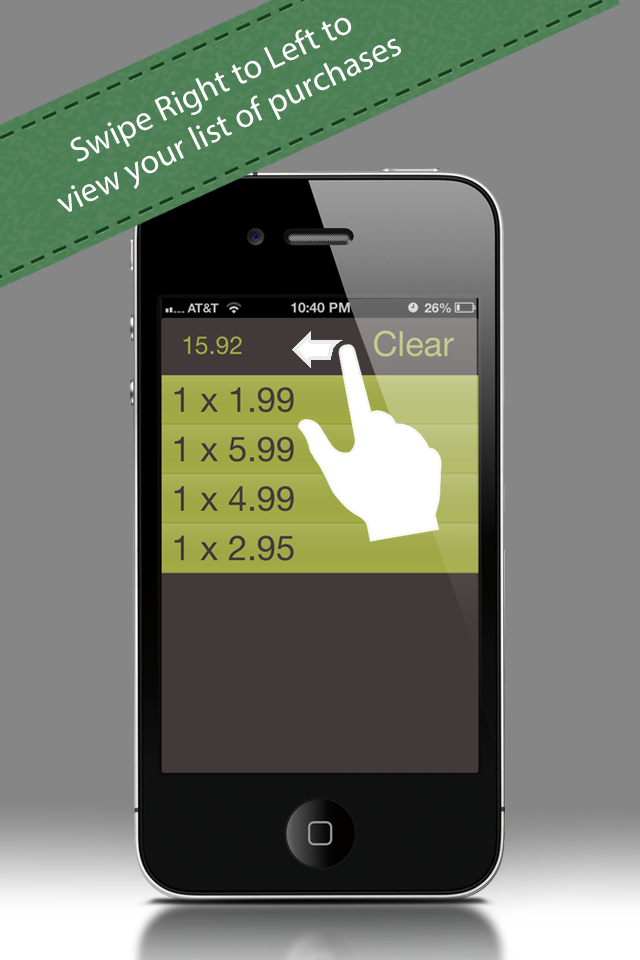 Swipe Right to Left to
view your list of purchases
AT&T 10:40 PM 26%
15.92 Clear
1 x 1.99
1 x 5.99
1 x 4.99
1 x 2.95